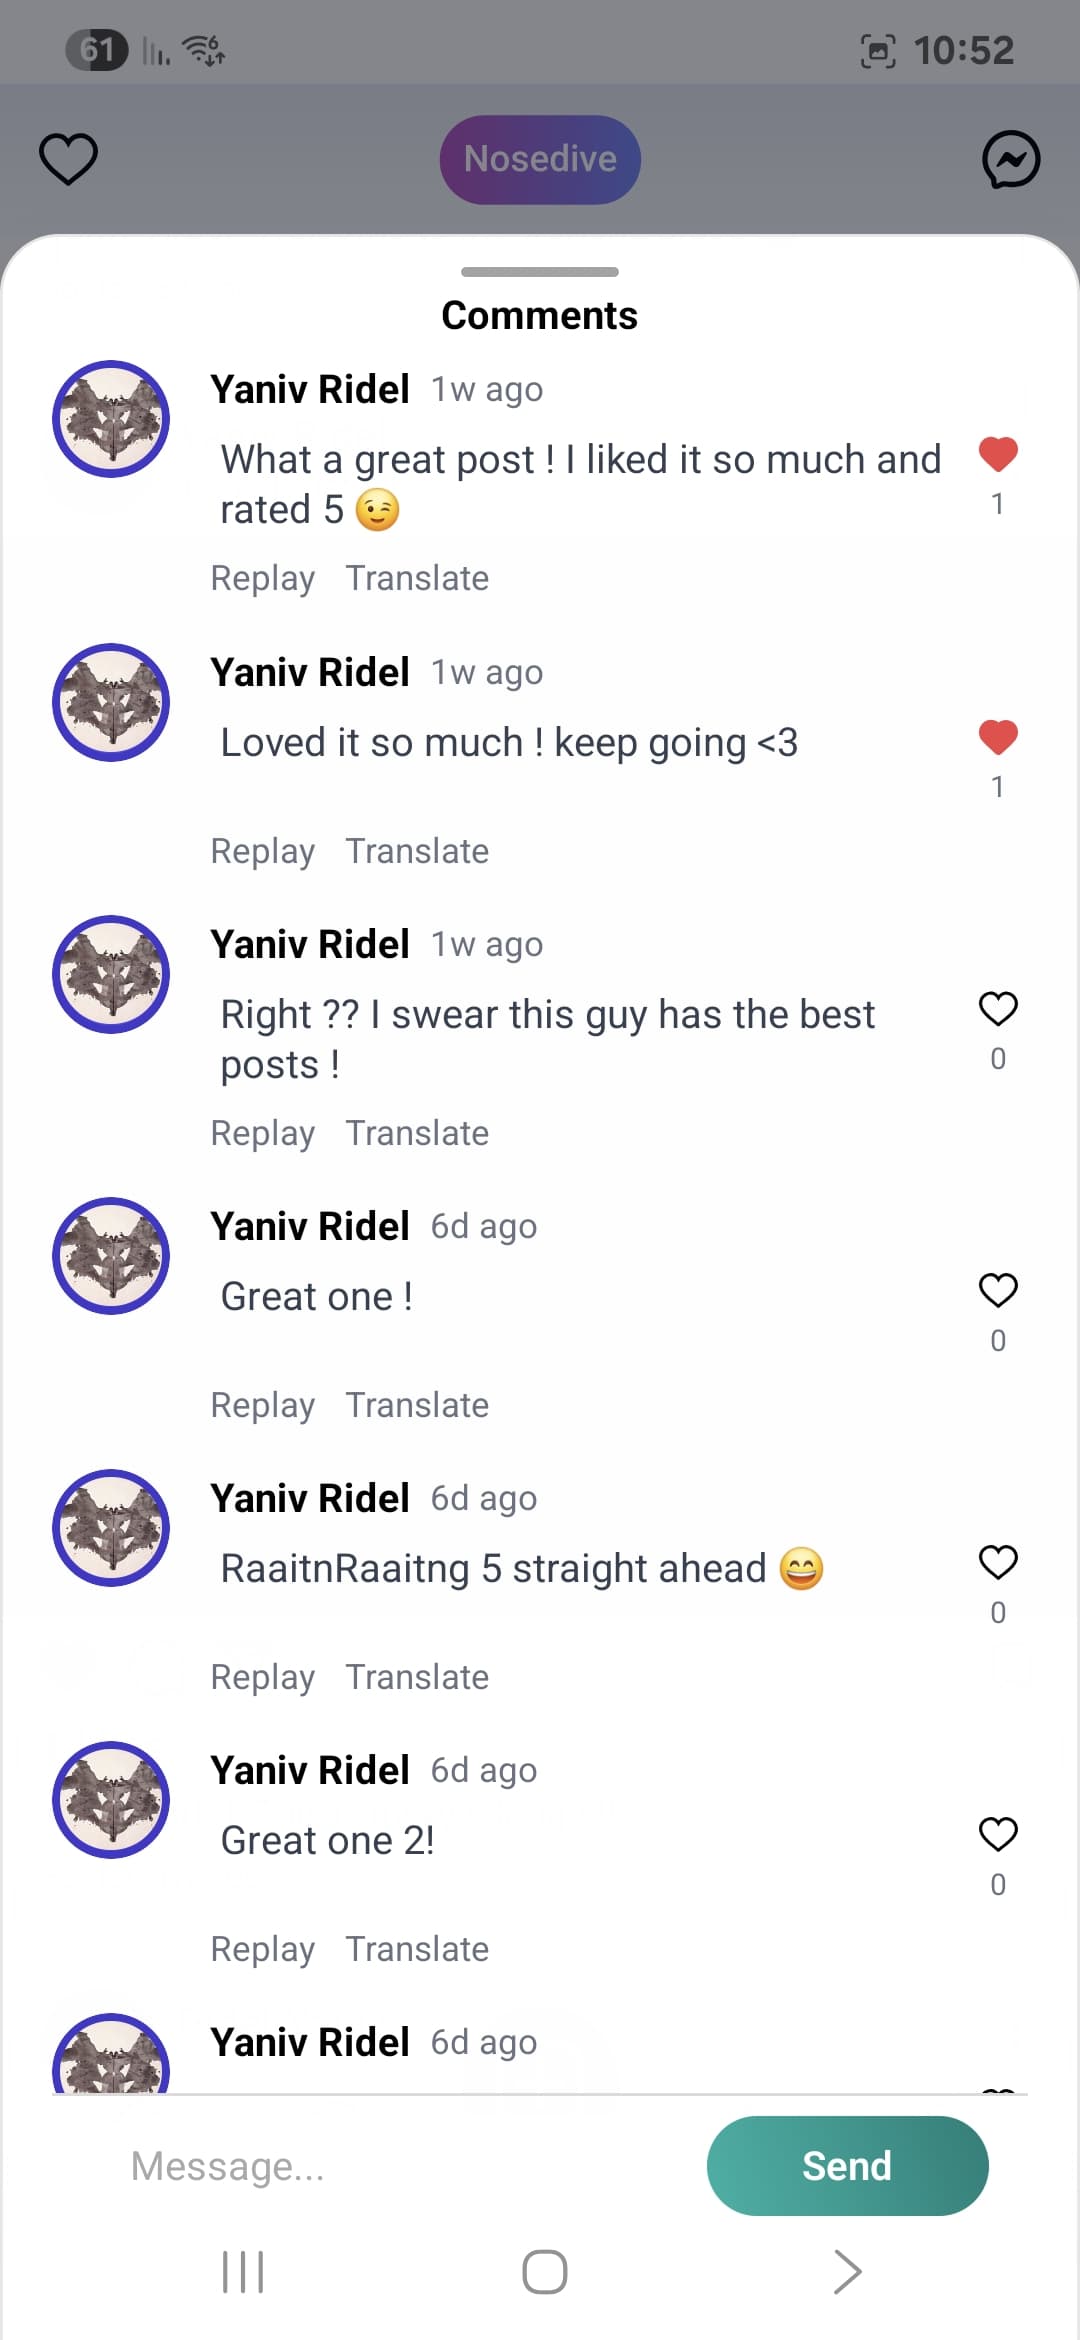 61
6
10:52
Nosedive
Comments
Yaniv Ridel 1w ago
What a great post ! I liked it so much and
rated 5 😉
1
Replay Translate
Yaniv Ridel 1w ago
Loved it so much ! keep going <3
1
Replay Translate
Yaniv Ridel 1w ago
Right ?? I swear this guy has the best
posts !
0
Replay Translate
Yaniv Ridel 6d ago
Great one !
0
Replay Translate
Yaniv Ridel 6d ago
RaaitnRaaitng 5 straight ahead 😄
0
Replay Translate
Yaniv Ridel 6d ago
Great one 2!
0
Replay Translate
Yaniv Ridel 6d ago
Message...
Send